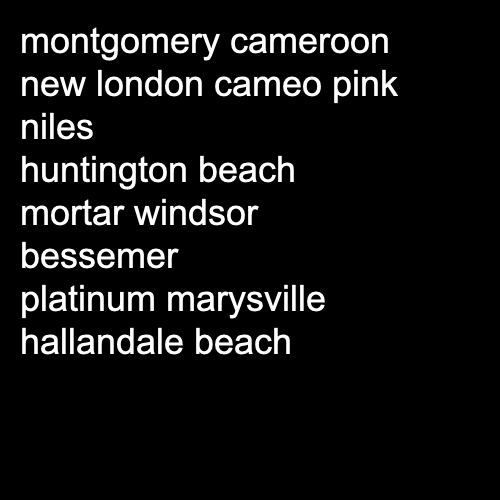 montgomery cameroon
new london cameo pink
niles
huntington beach
mortar windsor
bessemer
platinum marysville
hallandale beach